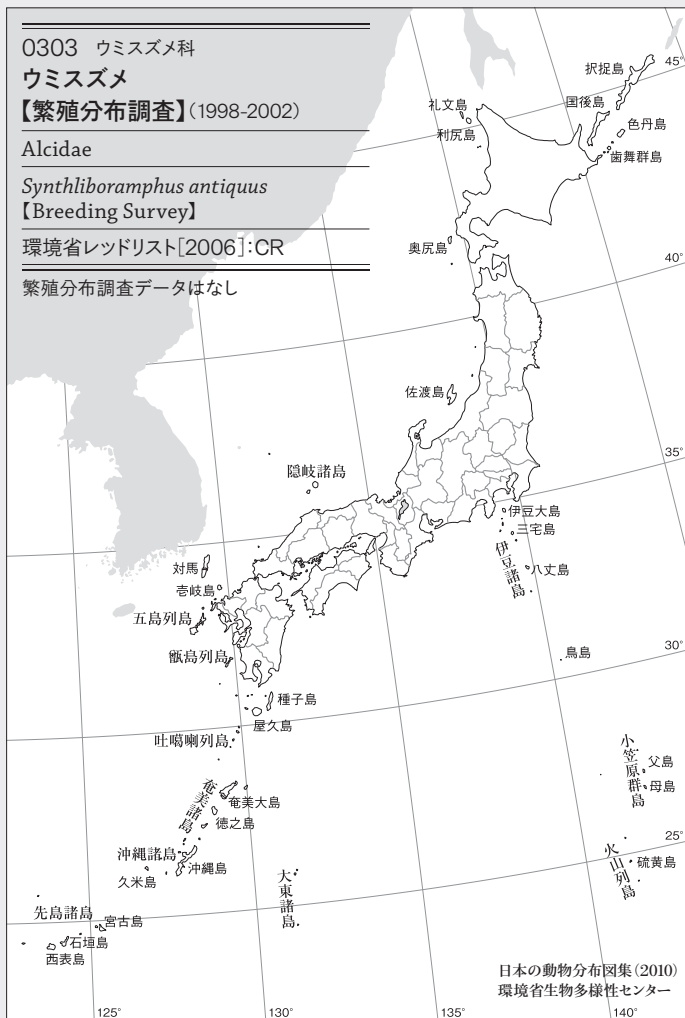 0303 ウミスズメ科
ウミスズメ
【繁殖分布調査】(1998-2002)
Alcidae
Synthliboramphus antiquus
【Breeding Survey】
環境省レッドリスト[2006]:CR
繁殖分布調査データはなし
45°
択捉島
国後島
礼文島
色丹島
利尻島
歯舞群島
奥尻島
40°
佐渡島
35°
隠岐諸島
伊豆大島
三宅島
対馬
八丈島
伊豆諸島
壱岐島
五島列島
甑島列島
鳥島
30°
種子島
屋久島
吐噶喇列島
小笠原群島
父島
母島
奄美諸島
奄美大島
徳之島
25°
沖縄諸島
沖縄島
火山列島
硫黄島
久米島
大東諸島
先島諸島
宮古島
石垣島
西表島
日本の動物分布図集(2010)
環境省生物多様性センター
125°
130°
135°
140°